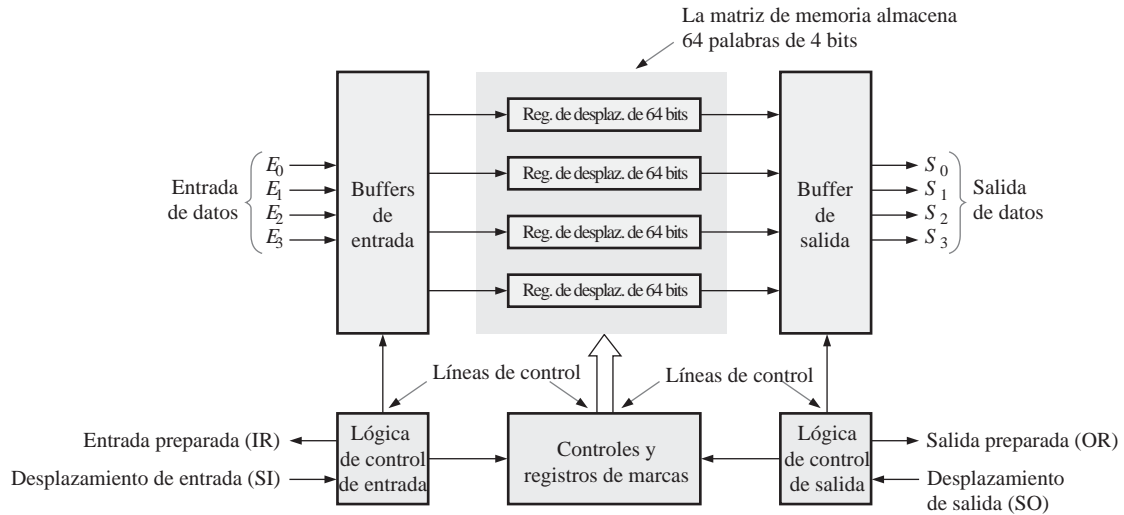 La matriz de memoria almacena
64 palabras de 4 bits
Reg. de desplaz. de 64 bits
Reg. de desplaz. de 64 bits
Reg. de desplaz. de 64 bits
Reg. de desplaz. de 64 bits
Entrada
de datos
E0
E1
E2
E3
Buffers
de
entrada
Buffer
de
salida
S0
S1
S2
S3
Salida
de datos
Líneas de control
Líneas de control
Entrada preparada (IR)
Desplazamiento de entrada (SI)
Lógica
de control
de entrada
Controles y
registros de marcas
Lógica
de control
de salida
Salida preparada (OR)
Desplazamiento
de salida (SO)